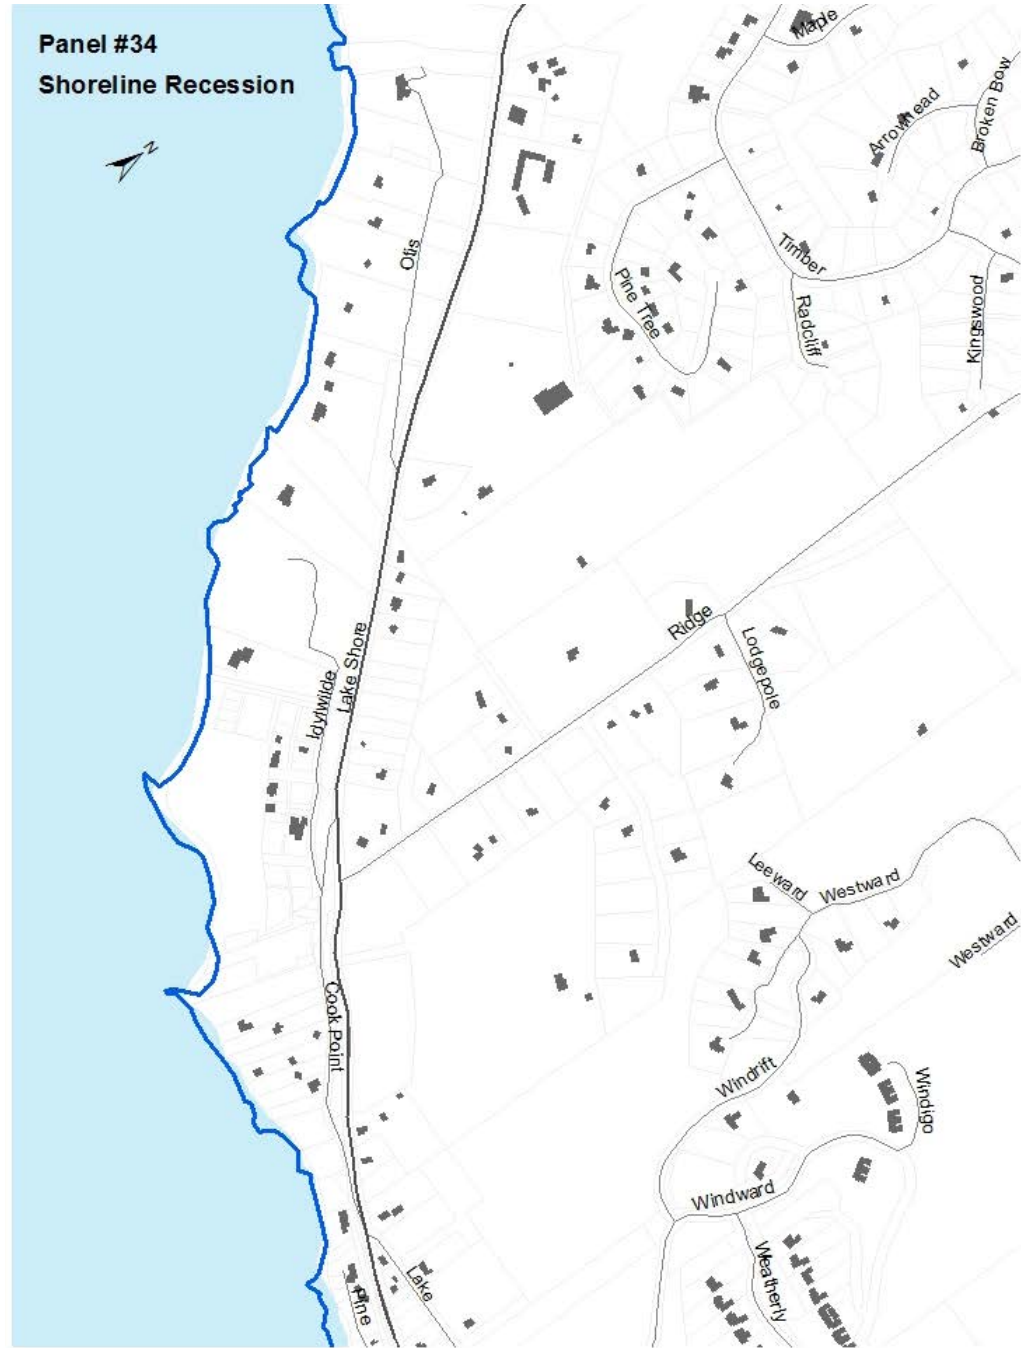 Panel #34
Shoreline Recession
N
Maple
Broken Bow
Arrowhead
Otis
Timber
Pine Tree
Radcliff
Kingswood
Ridge
Lodgepole
Lake Shore
Idylwilde
Leeward
Westward
Westward
Cook Point
Windrift
Windigo
Windward
Weatherly
Lake
Pine